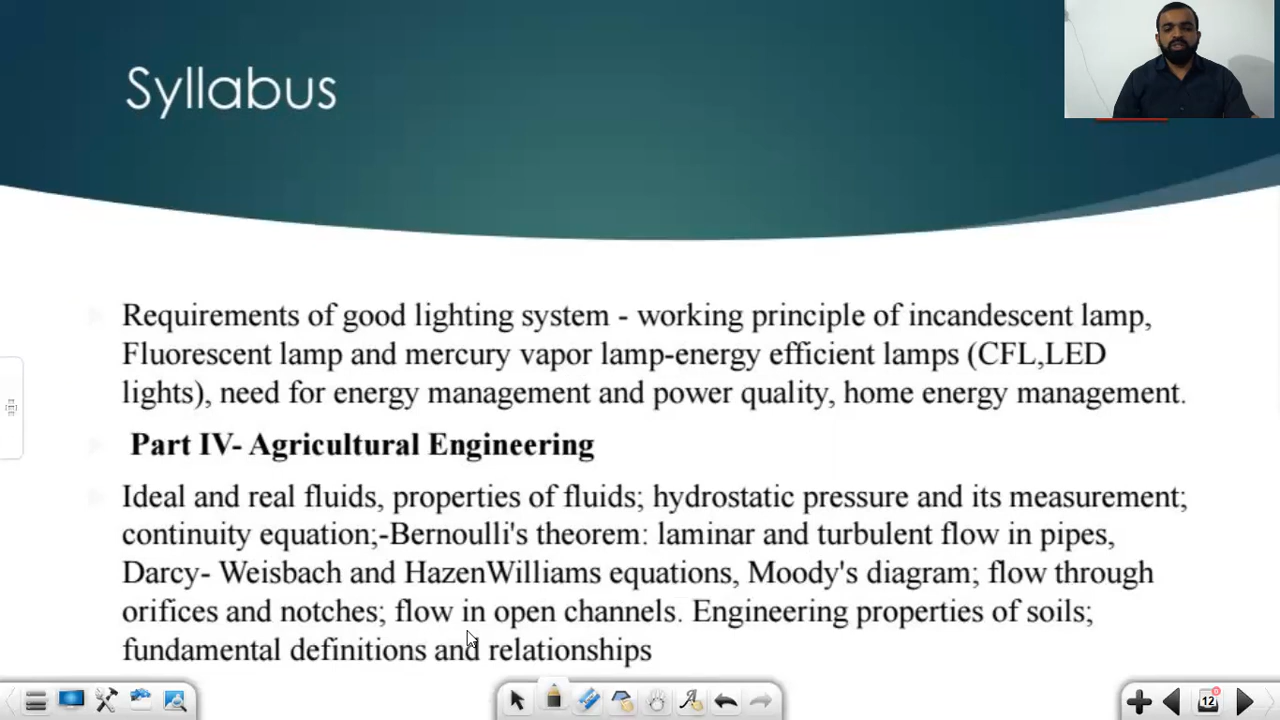 Syllabus
Requirements of good lighting system - working principle of incandescent lamp,
Fluorescent lamp and mercury vapor lamp-energy efficient lamps (CFL,LED
lights), need for energy management and power quality, home energy management.
Part IV- Agricultural Engineering
Ideal and real fluids, properties of fluids; hydrostatic pressure and its measurement;
continuity equation;-Bernoulli's theorem: laminar and turbulent flow in pipes,
Darcy- Weisbach and HazenWilliams equations, Moody's diagram; flow through
orifices and notches; flow in open channels. Engineering properties of soils;
fundamental definitions and relationships
12